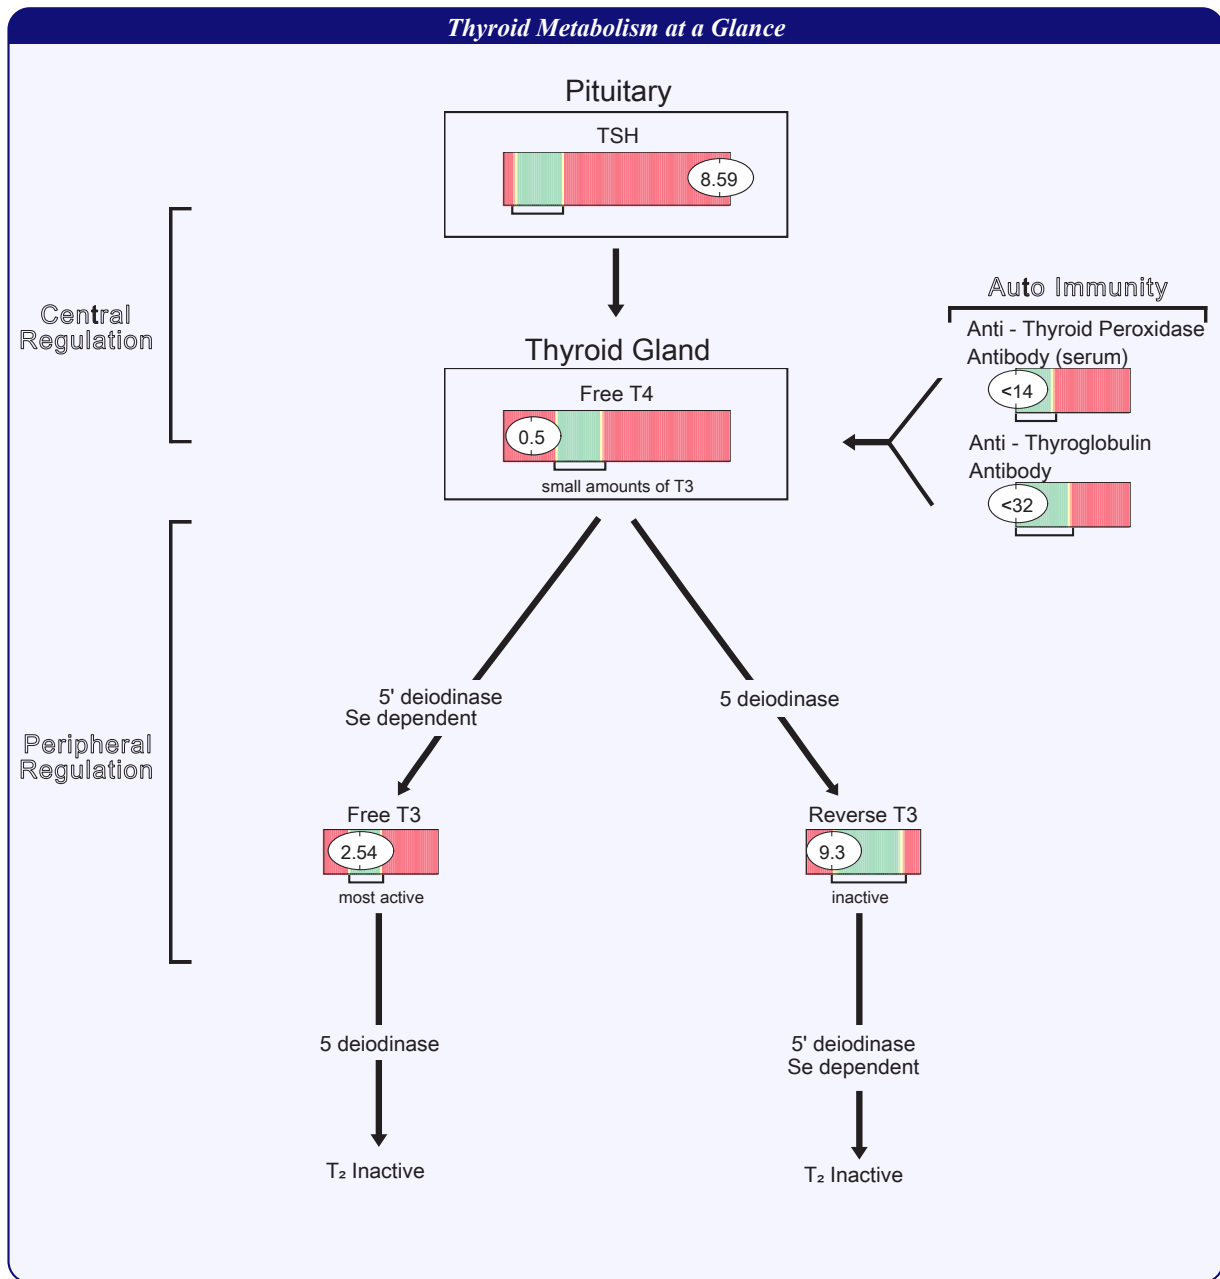 Thyroid Metabolism at a Glance
Pituitary
TSH
8.59
Central
Regulation
Auto Immunity
Anti - Thyroid Peroxidase
Antibody (serum)
<14
Anti - Thyroglobulin
Antibody
<32
Thyroid Gland
Free T4
0.5
small amounts of T3
Peripheral
Regulation
5' deiodinase
Se dependent
5 deiodinase
Free T3
2.54
most active
Reverse T3
9.3
inactive
5 deiodinase
5' deiodinase
Se dependent
T₂ Inactive
T₂ Inactive